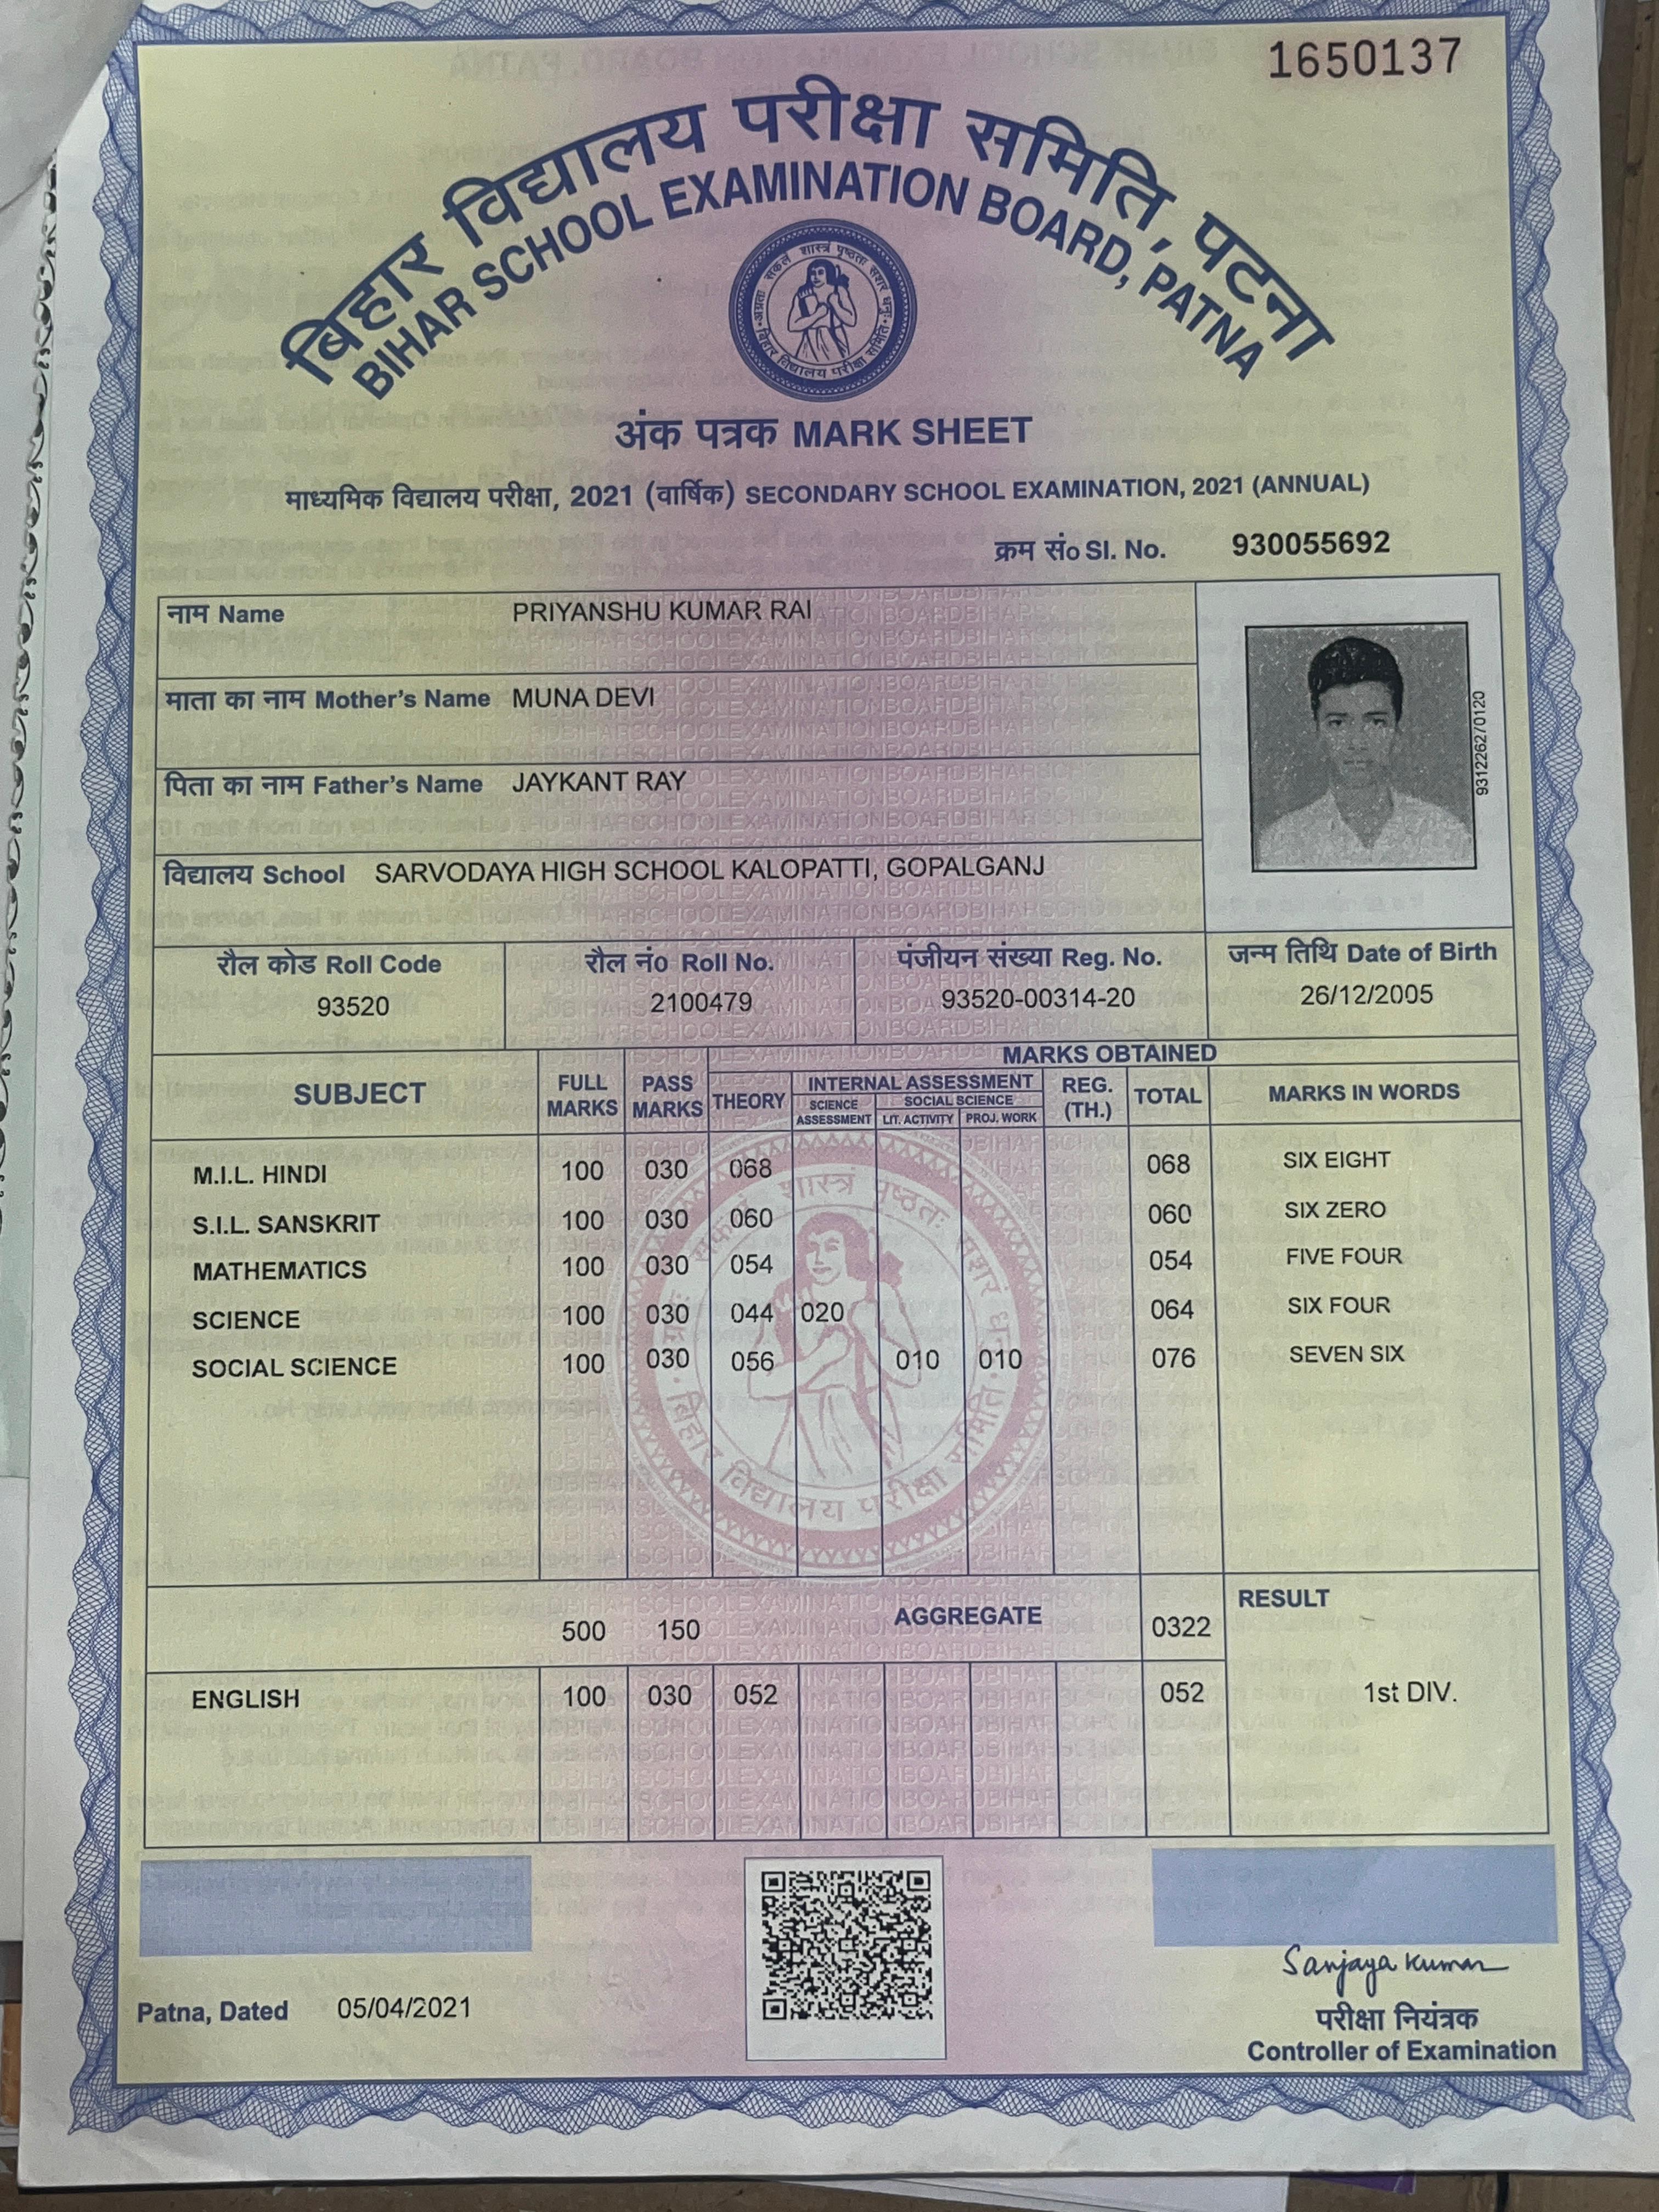 1650137
बिहार विद्यालय परीक्षा समिति, पटना
BIHAR SCHOOL EXAMINATION BOARD, PATNA
अंक पत्रक MARK SHEET
माध्यमिक विद्यालय परीक्षा, 2021 (वार्षिक) SECONDARY SCHOOL EXAMINATION, 2021 (ANNUAL)
क्रम सं० Sl. No. 930055692
नाम Name PRIYANSHU KUMAR RAI
माता का नाम Mother's Name MUNA DEVI
पिता का नाम Father's Name JAYKANT RAY
विद्यालय School SARVODAYA HIGH SCHOOL KALOPATTI, GOPALGANJ
931226270120
रौल कोड Roll Code रौल नं० Roll No. पंजीयन संख्या Reg. No. जन्म तिथि Date of Birth
93520 2100479 93520-00314-20 26/12/2005
MARKS OBTAINED
SUBJECT FULL MARKS PASS MARKS THEORY INTERNAL ASSESSMENT REG. (TH.) TOTAL MARKS IN WORDS
SCIENCE ASSESSMENT SOCIAL SCIENCE
LIT. ACTIVITY PROJ. WORK
M.I.L. HINDI 100 030 068 068 SIX EIGHT
S.I.L. SANSKRIT 100 030 060 060 SIX ZERO
MATHEMATICS 100 030 054 054 FIVE FOUR
SCIENCE 100 030 044 020 064 SIX FOUR
SOCIAL SCIENCE 100 030 056 010 010 076 SEVEN SIX
500 150 AGGREGATE 0322 RESULT
ENGLISH 100 030 052 052 1st DIV.
Sanjaya Kumar
Patna, Dated 05/04/2021
परीक्षा नियंत्रक
Controller of Examination